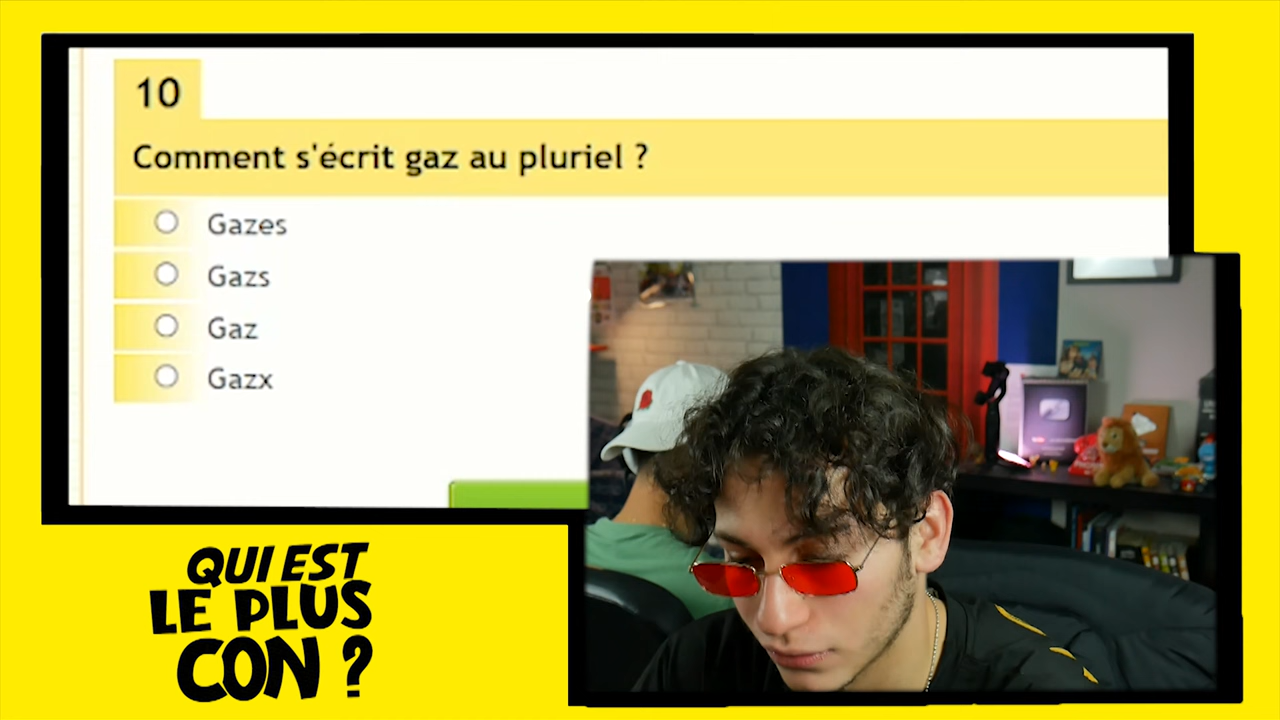 10
Comment s'écrit gaz au pluriel ?
Gazes
Gazs
Gaz
Gazx
QUI EST
LE PLUS
CON ?